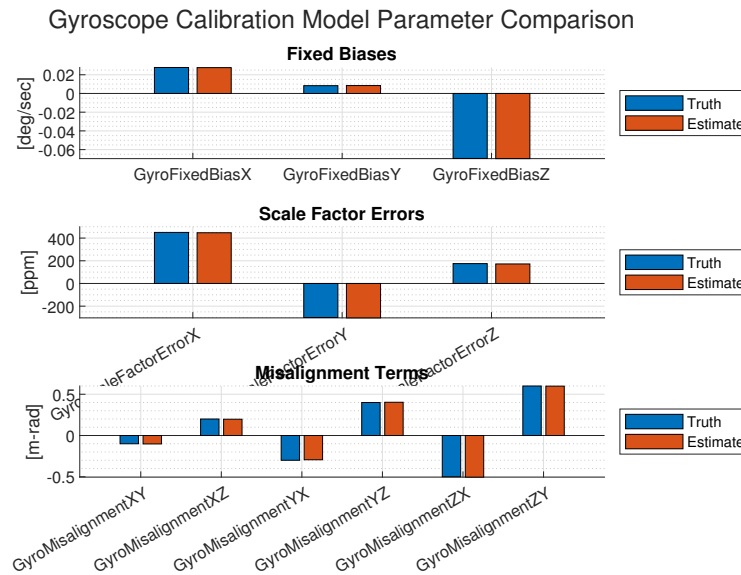 Gyroscope Calibration Model Parameter Comparison
Fixed Biases
[deg/sec]
0.02
0
-0.02
-0.04
-0.06
GyroFixedBiasX GyroFixedBiasY GyroFixedBiasZ
Truth
Estimate
Scale Factor Errors
[ppm]
400
200
0
-200
Truth
Estimate
Misalignment Terms
[m-rad]
0.5
0
-0.5
GyroMisalignmentXY GyroMisalignmentXZ GyroMisalignmentYX GyroMisalignmentYZ GyroMisalignmentZX GyroMisalignmentZY
Truth
Estimate